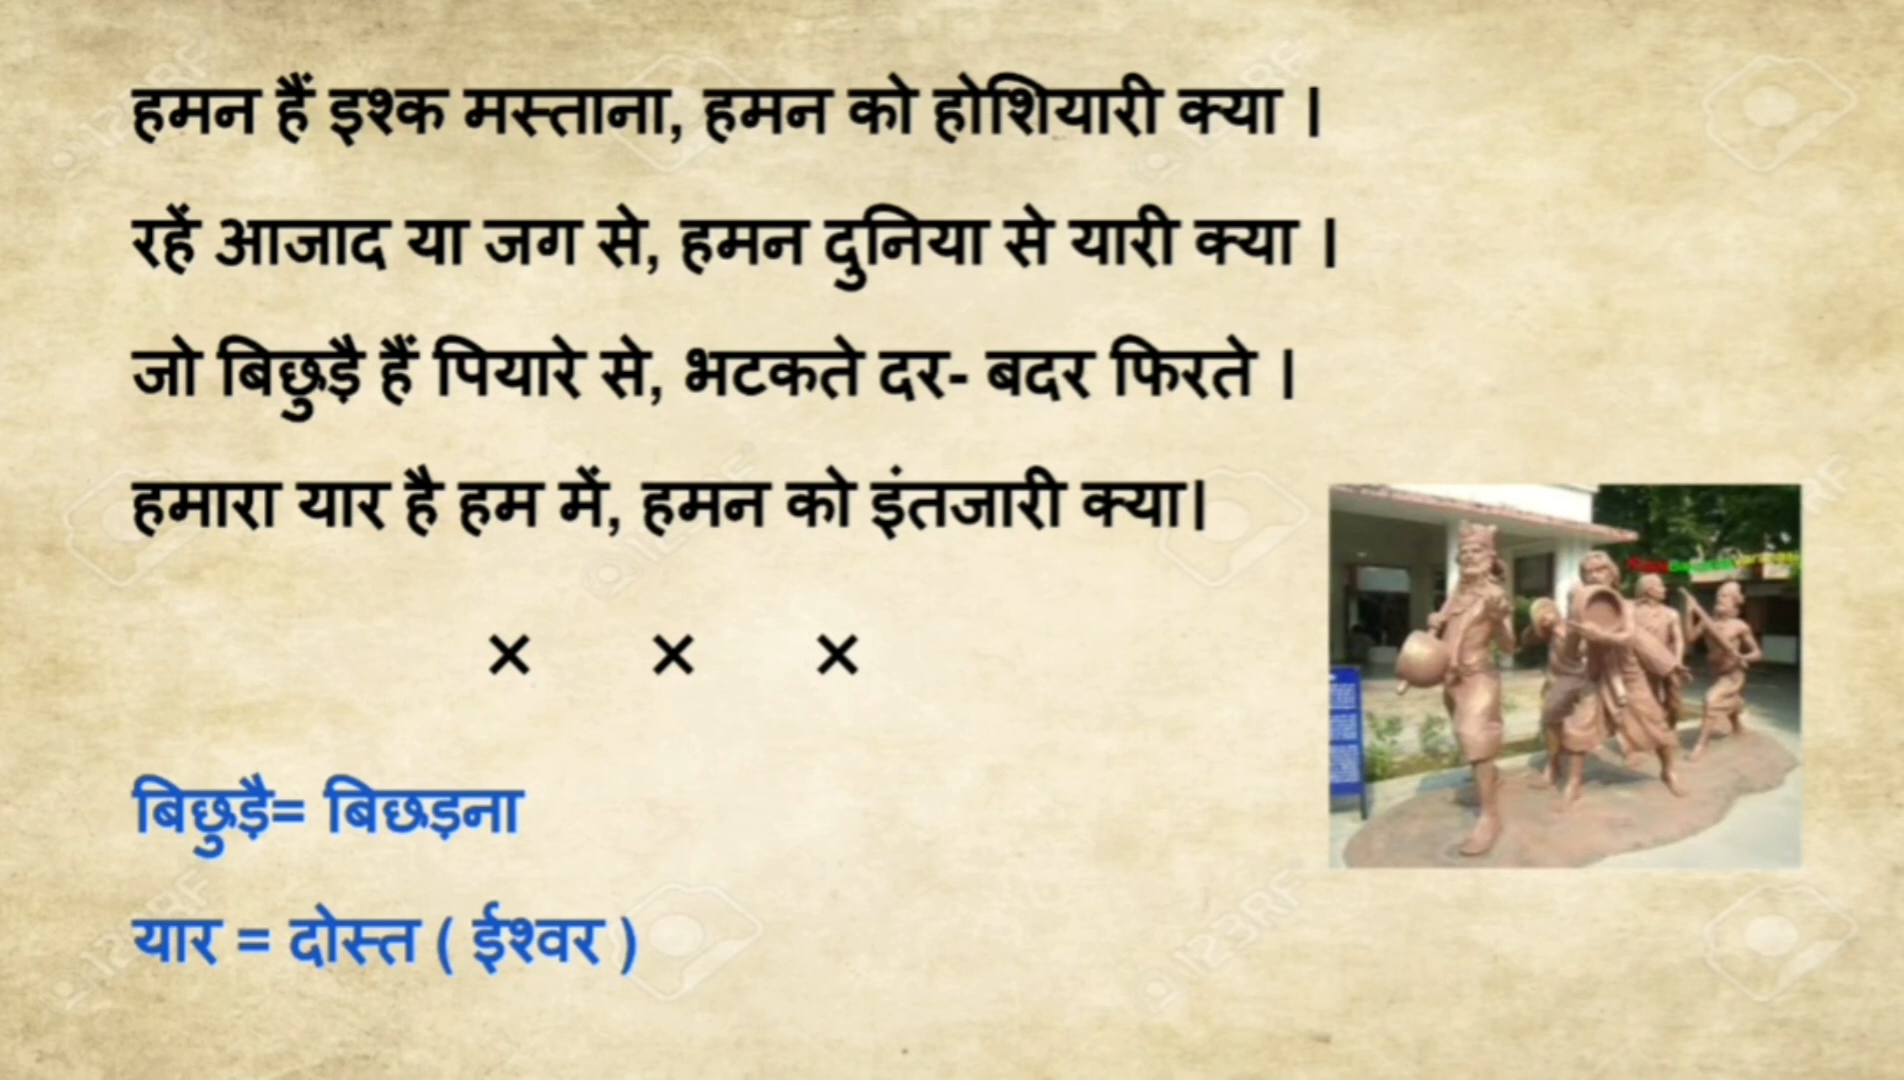 हमन हैं इश्क मस्ताना, हमन को होशियारी क्या ।
रहें आजाद या जग से, हमन दुनिया से यारी क्या ।
जो बिछुड़ै हैं पियारे से, भटकते दर- बदर फिरते ।
हमारा यार है हम में, हमन को इंतजारी क्या।
× × ×
बिछुड़ै= बिछड़ना
यार = दोस्त ( ईश्वर )
123RF